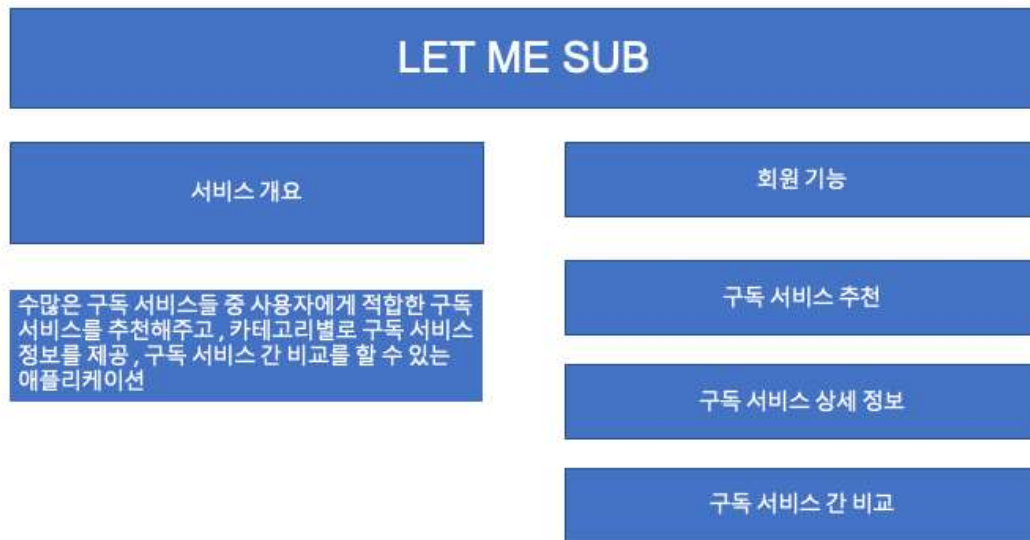 LET ME SUB
서비스 개요
수많은 구독 서비스들 중 사용자에게 적합한 구독
서비스를 추천해주고 , 카테고리별로 구독 서비스
정보를 제공 , 구독 서비스 간 비교를 할 수 있는
애플리케이션
회원 기능
구독 서비스 추천
구독 서비스 상세 정보
구독 서비스 간 비교